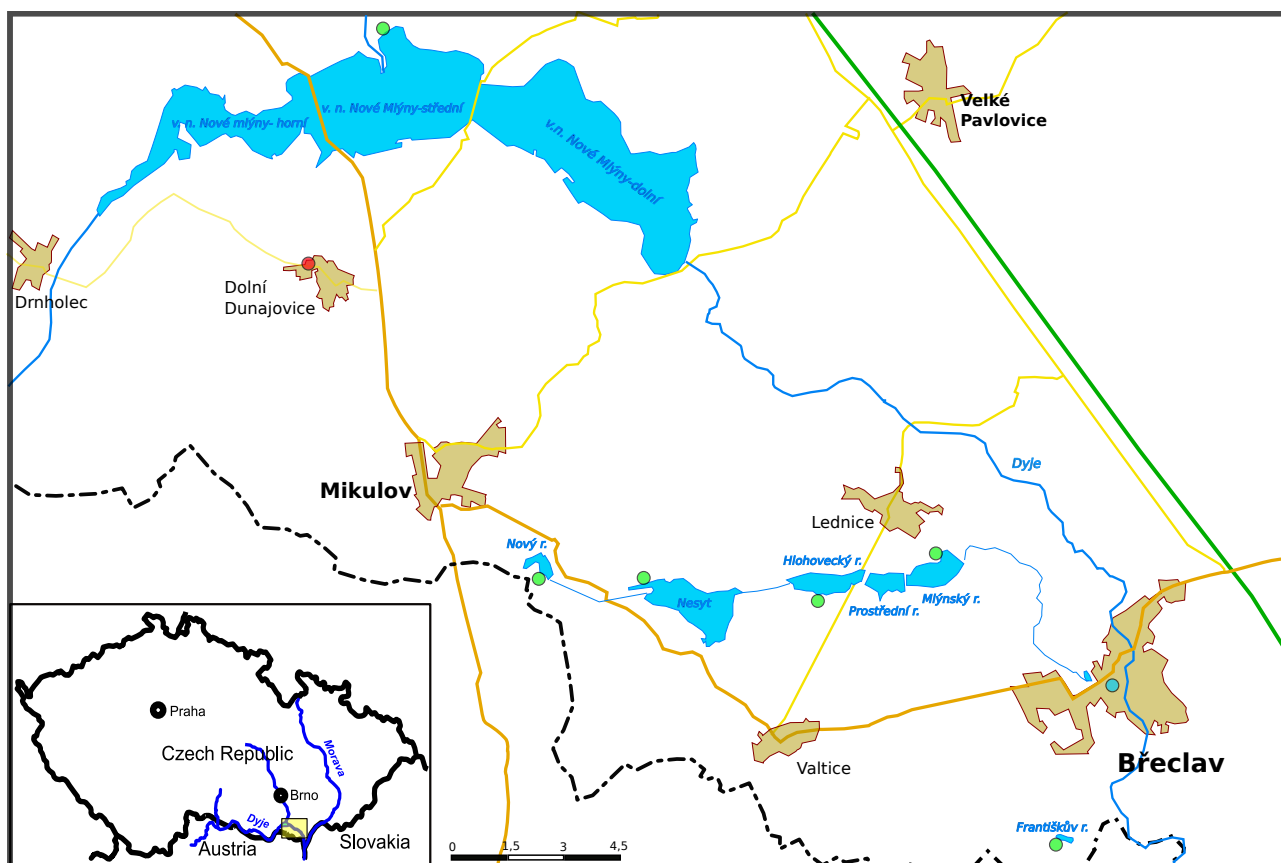 v. n. Nové Mlýny-střední
v. n. Nové mlýny- horní
v.n. Nové Mlýny-dolní
Velké
Pavlovice
Drnholec
Dolní
Dunajovice
Mikulov
Dyje
Lednice
Nový r.
Hlohovecký r.
Nesyt
Prostřední r.
Mlýnský r.
Valtice
Břeclav
Františkův r.
Praha
Czech Republic
Morava
Brno
Dyje
Austria
Slovakia
0 1,5 3 4,5